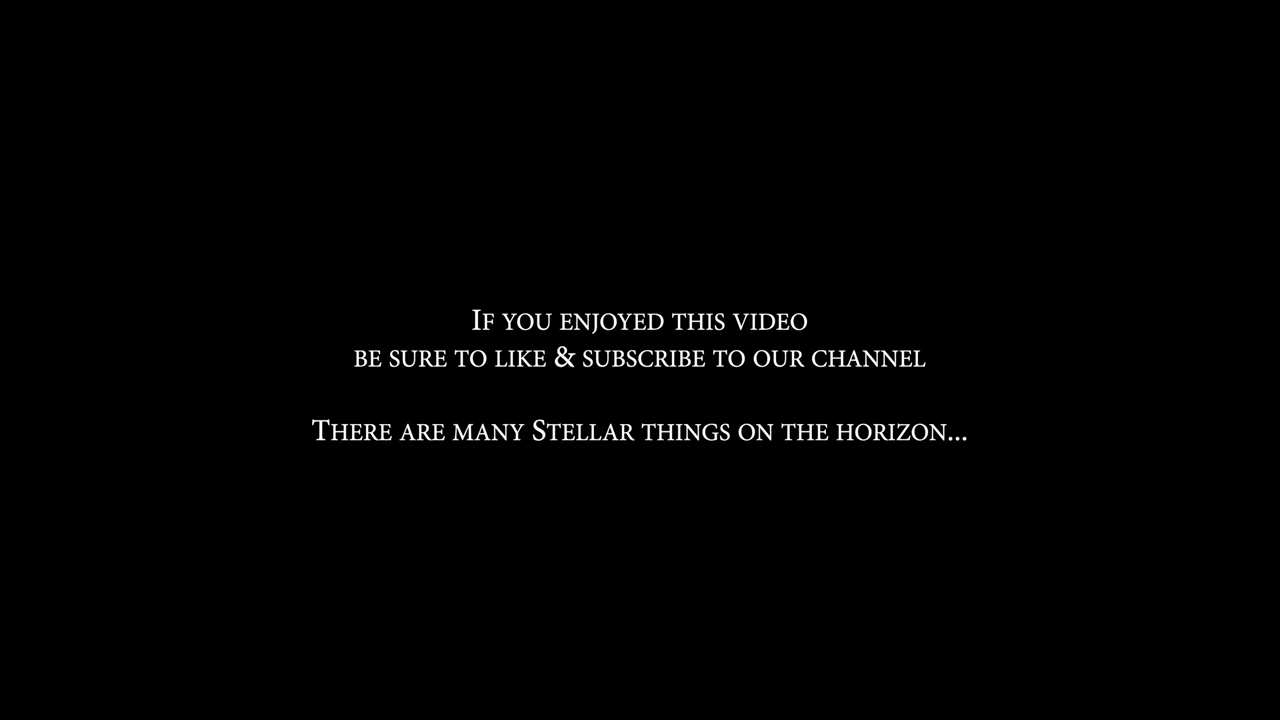 If you enjoyed this video
be sure to like & subscribe to our channel
There are many Stellar things on the horizon...